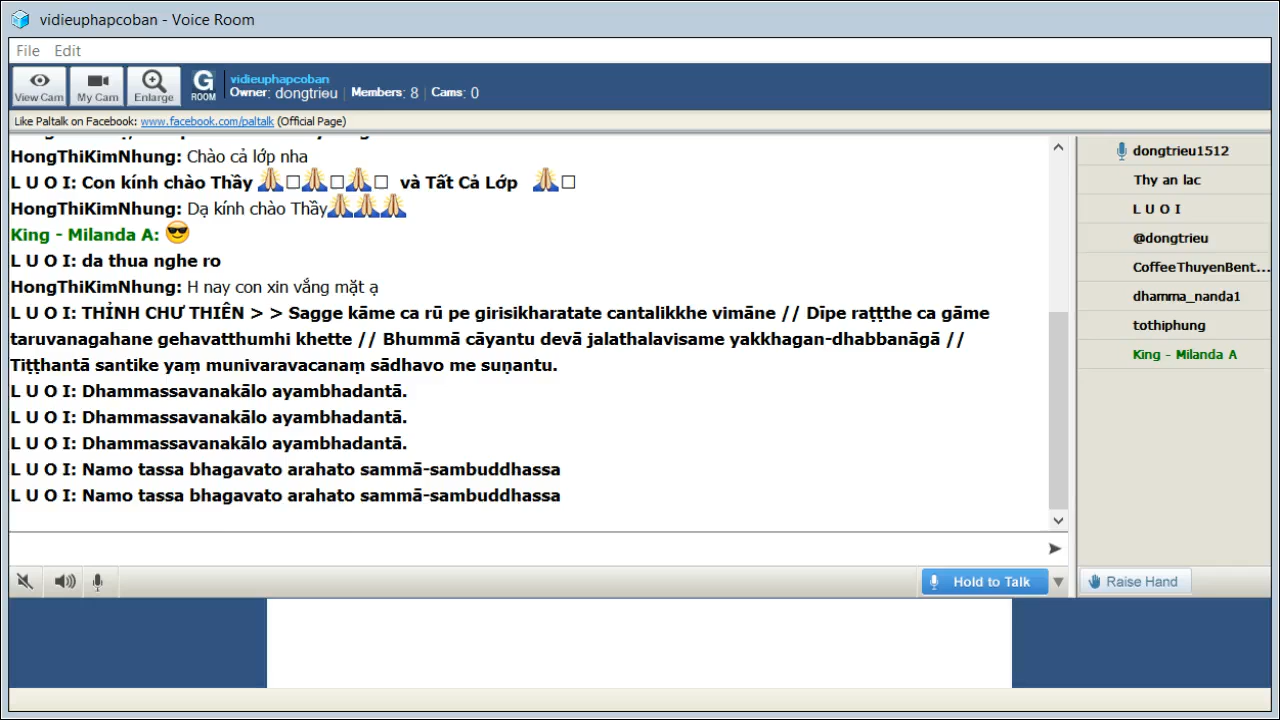 vidieuphapcoban - Voice Room
File Edit
View Cam
My Cam
Enlarge
G ROOM
vidieuphapcoban
Owner: dongtrieu | Members: 8 | Cams: 0
Like Paltalk on Facebook: www.facebook.com/paltalk (Official Page)
HongThiKimNhung: Chào cả lớp nha
L U O I: Con kính chào Thầy 🙏□🙏□🙏□ và Tất Cả Lớp 🙏□
HongThiKimNhung: Dạ kính chào Thầy🙏🙏🙏
King - Milanda A: 😎
L U O I: da thua nghe ro
HongThiKimNhung: H nay con xin vắng mặt ạ
L U O I: THỈNH CHƯ THIÊN > > Sagge kāme ca rū pe girisikharatate cantalikkhe vimāne // Dīpe raṭṭthe ca gāme
taruvanagahane gehavatthumhi khette // Bhummā cāyantu devā jalathalavisame yakkhagan-dhabbanāgā //
Tiṭṭhantā santike yaṃ munivaravacanaṃ sādhavo me suṇantu.
L U O I: Dhammassavanakālo ayambhadantā.
L U O I: Dhammassavanakālo ayambhadantā.
L U O I: Dhammassavanakālo ayambhadantā.
L U O I: Namo tassa bhagavato arahato sammā-sambuddhassa
L U O I: Namo tassa bhagavato arahato sammā-sambuddhassa
Hold to Talk
dongtrieu1512
Thy an lac
L U O I
@dongtrieu
CoffeeThuyenBent...
dhamma_nanda1
tothiphung
King - Milanda A
Raise Hand